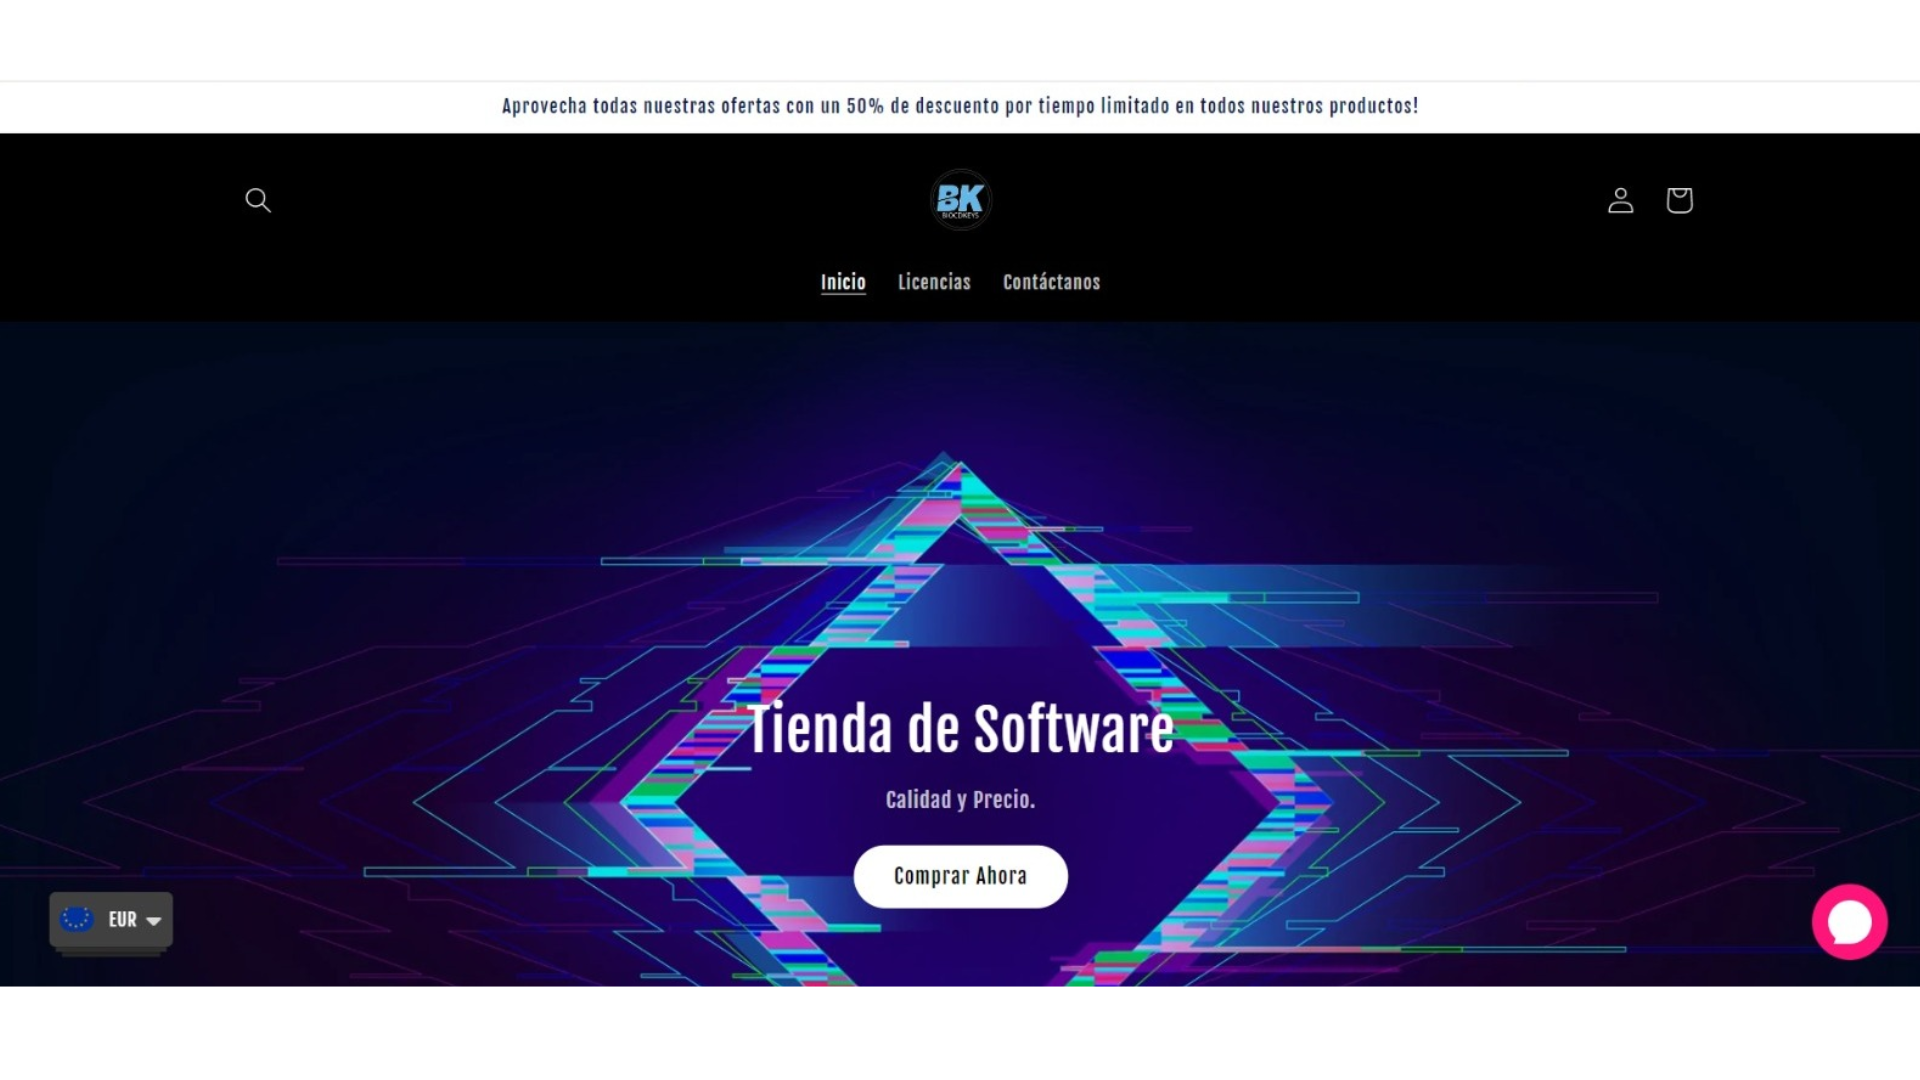 Aprovecha todas nuestras ofertas con un 50% de descuento por tiempo limitado en todos nuestros productos!
BK
BIOCDKEYS
Inicio Licencias Contáctanos
Tienda de Software
Calidad y Precio.
Comprar Ahora
EUR